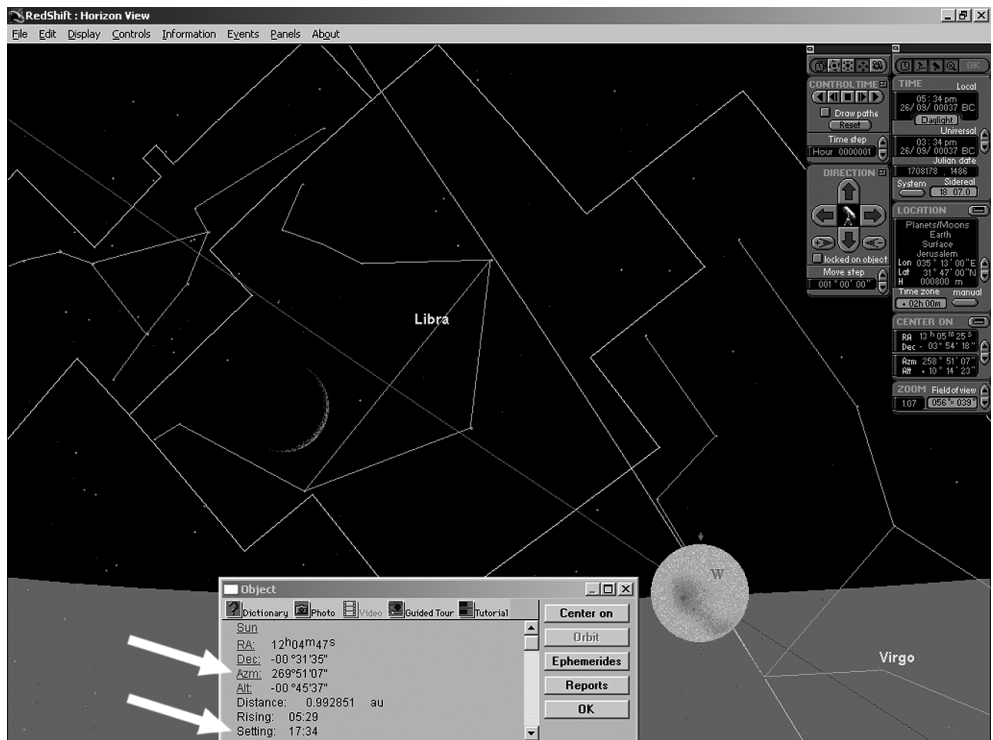 RedShift : Horizon View
File Edit Display Controls Information Events Panels About
CONTROL TIME
Draw paths
Reset
Time step
Hour 0000001
DIRECTION
locked on object
Move step
001° 00' 00"
OK
TIME Local
05:34 pm
26/ 09/ 00037 BC
Daylight
Universal
03:34 pm
26/ 09/ 00037 BC
Julian date
1708178 .1486
System Sidereal
18 07.0
LOCATION
Planets/Moons
Earth
Surface
Jerusalem
Lon 035° 13' 00"E
Lat 31° 47' 00"N
H 000800 m
Time zone manual
+ 02h 00m
CENTER ON
RA 13h 05m 25s
Dec - 03° 54' 18"
Azm 258° 51' 07"
Alt + 10° 14' 23"
ZOOM Field of view
1.07 056°× 039°
Libra
W
Virgo
Object
Dictionary Photo Video Guided Tour Tutorial
Sun
RA: 12h04m47s
Dec: -00°31'35"
Azm: 269°51'07"
Alt: -00°45'37"
Distance: 0.992851 au
Rising: 05:29
Setting: 17:34
Center on
Orbit
Ephemerides
Reports
OK